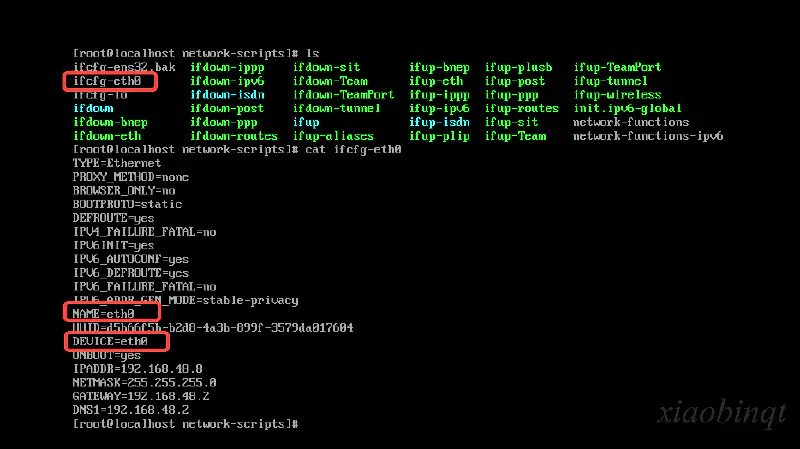 [root@localhost network-scripts]# ls
ifcfg-ens32.bak ifdown-ippp ifdown-sit ifup-bnep ifup-plusb ifup-TeamPort
ifcfg-eth0 ifdown-ipv6 ifdown-Team ifup-eth ifup-post ifup-tunnel
ifcfg-lo ifdown-isdn ifdown-TeamPort ifup-ippp ifup-ppp ifup-wireless
ifdown ifdown-post ifdown-tunnel ifup-ipv6 ifup-routes init.ipv6-global
ifdown-bnep ifdown-ppp ifup ifup-isdn ifup-sit network-functions
ifdown-eth ifdown-routes ifup-aliases ifup-plip ifup-Team network-functions-ipv6
[root@localhost network-scripts]# cat ifcfg-eth0
TYPE=Ethernet
PROXY_METHOD=none
BROWSER_ONLY=no
BOOTPROTO=static
DEFROUTE=yes
IPV4_FAILURE_FATAL=no
IPV6INIT=yes
IPV6_AUTOCONF=yes
IPV6_DEFROUTE=yes
IPV6_FAILURE_FATAL=no
IPV6_ADDR_GEN_MODE=stable-privacy
NAME=eth0
UUID=d5b66f5b-b2d8-4a3b-899f-3579da017604
DEVICE=eth0
ONBOOT=yes
IPADDR=192.168.48.8
NETMASK=255.255.255.0
GATEWAY=192.168.48.2
DNS1=192.168.48.2
[root@localhost network-scripts]#
xiaobinqt